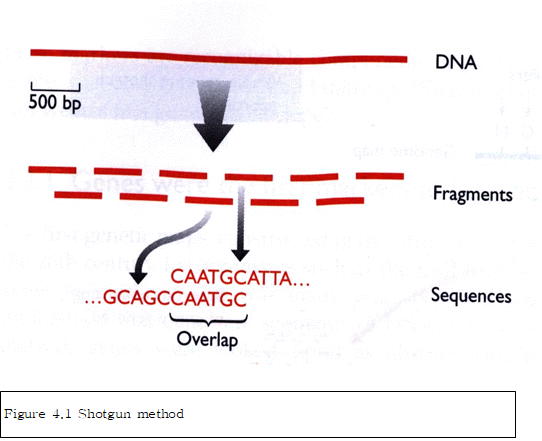 DNA
500 bp
Fragments
CAATGCATTA...
...GCAGCCAATGC
Sequences
Overlap
Figure 4.1 Shotgun method